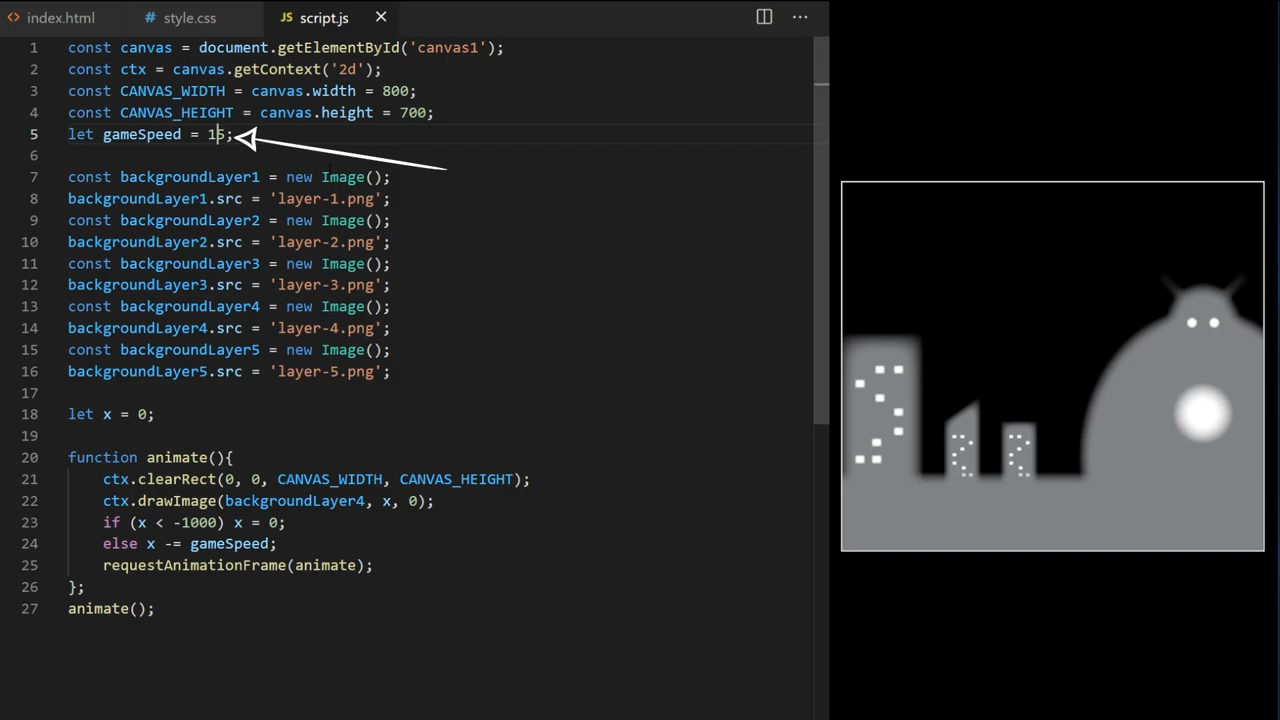 index.html
style.css
script.js
1 const canvas = document.getElementById('canvas1');
2 const ctx = canvas.getContext('2d');
3 const CANVAS_WIDTH = canvas.width = 800;
4 const CANVAS_HEIGHT = canvas.height = 700;
5 let gameSpeed = 15;
6
7 const backgroundLayer1 = new Image();
8 backgroundLayer1.src = 'layer-1.png';
9 const backgroundLayer2 = new Image();
10 backgroundLayer2.src = 'layer-2.png';
11 const backgroundLayer3 = new Image();
12 backgroundLayer3.src = 'layer-3.png';
13 const backgroundLayer4 = new Image();
14 backgroundLayer4.src = 'layer-4.png';
15 const backgroundLayer5 = new Image();
16 backgroundLayer5.src = 'layer-5.png';
17
18 let x = 0;
19
20 function animate(){
21 ctx.clearRect(0, 0, CANVAS_WIDTH, CANVAS_HEIGHT);
22 ctx.drawImage(backgroundLayer4, x, 0);
23 if (x < -1000) x = 0;
24 else x -= gameSpeed;
25 requestAnimationFrame(animate);
26 };
27 animate();